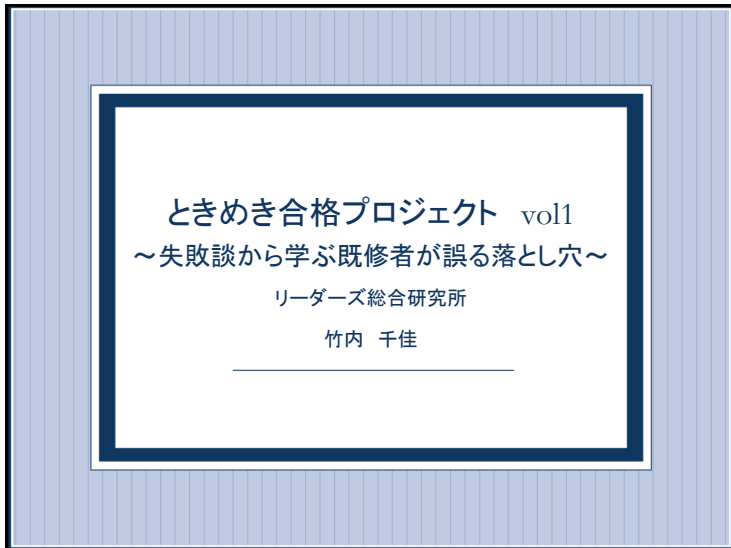 ときめき合格プロジェクト　vol1
～失敗談から学ぶ既修者が誤る落とし穴～
リーダーズ総合研究所
竹内　千佳